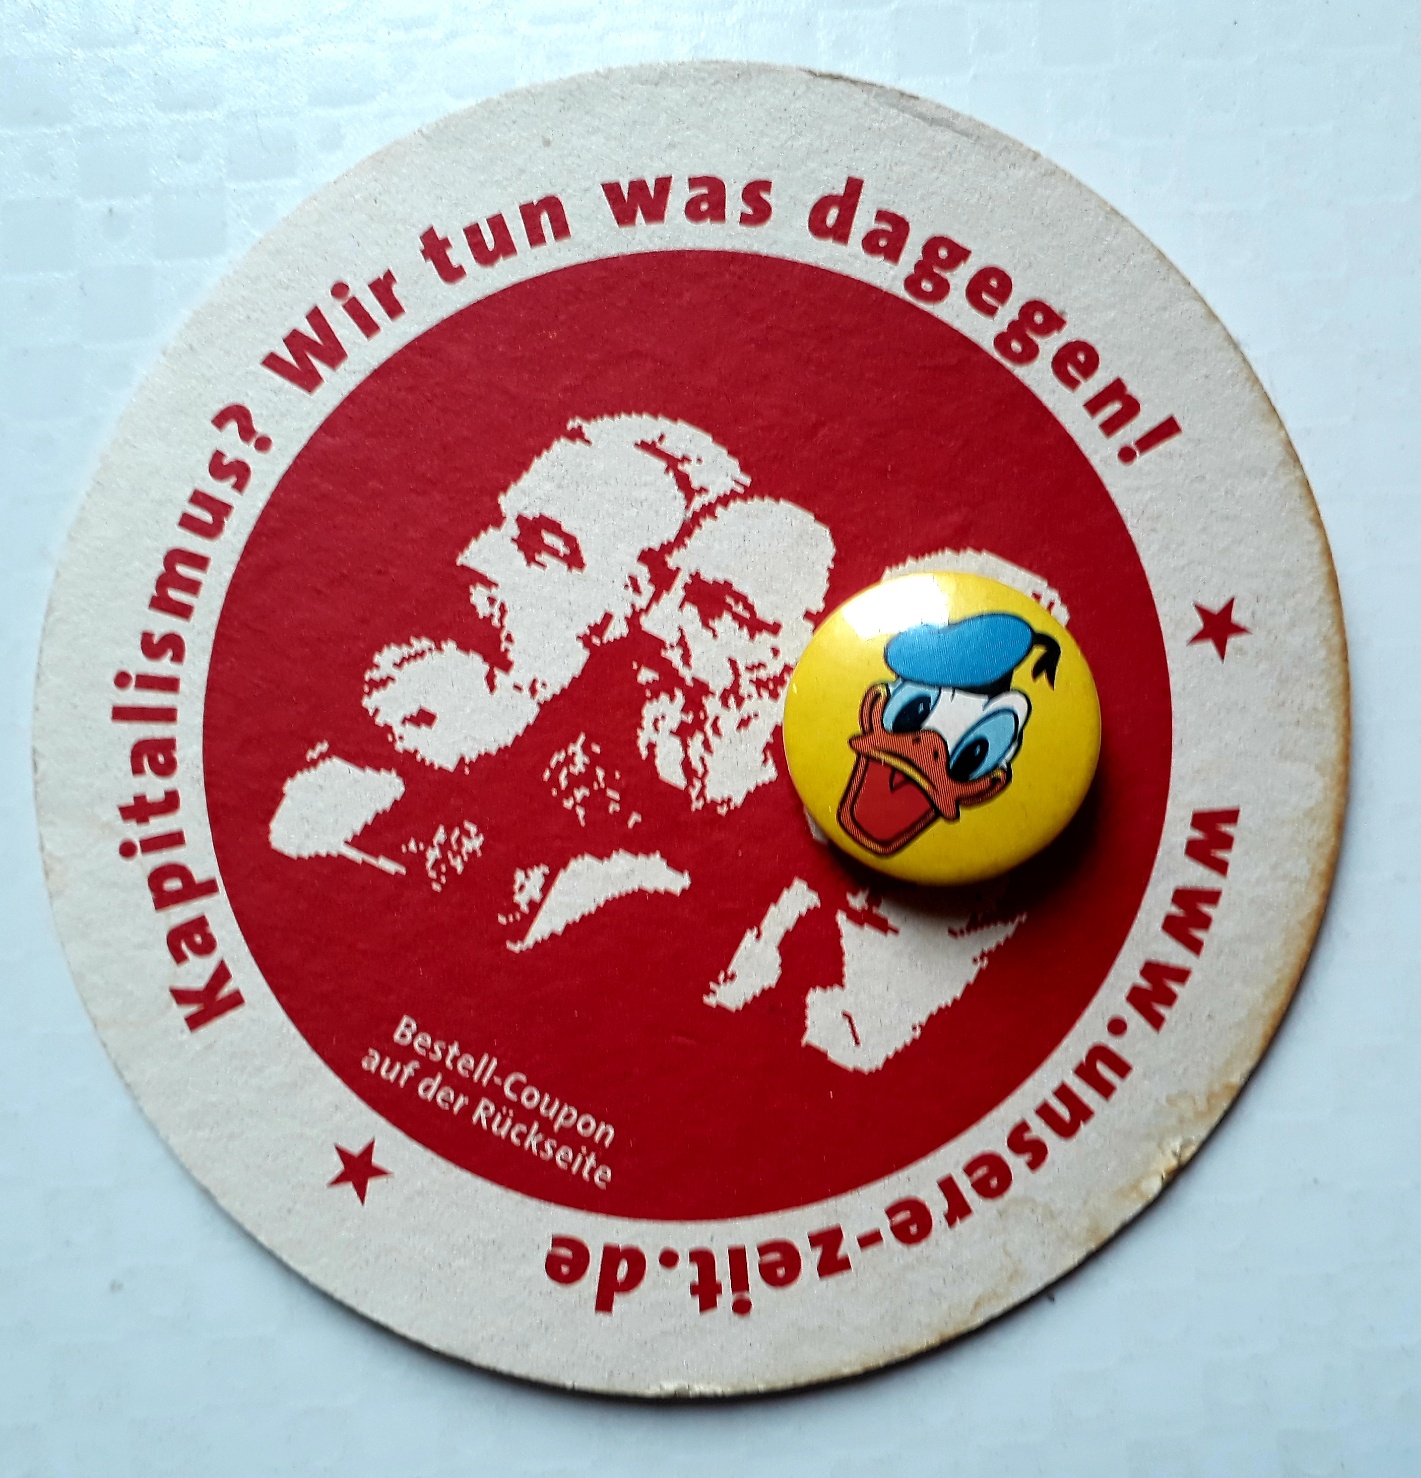 Kapitalismus? Wir tun was dagegen!
Bestell-Coupon
auf der Rückseite
www.unsere-zeit.de